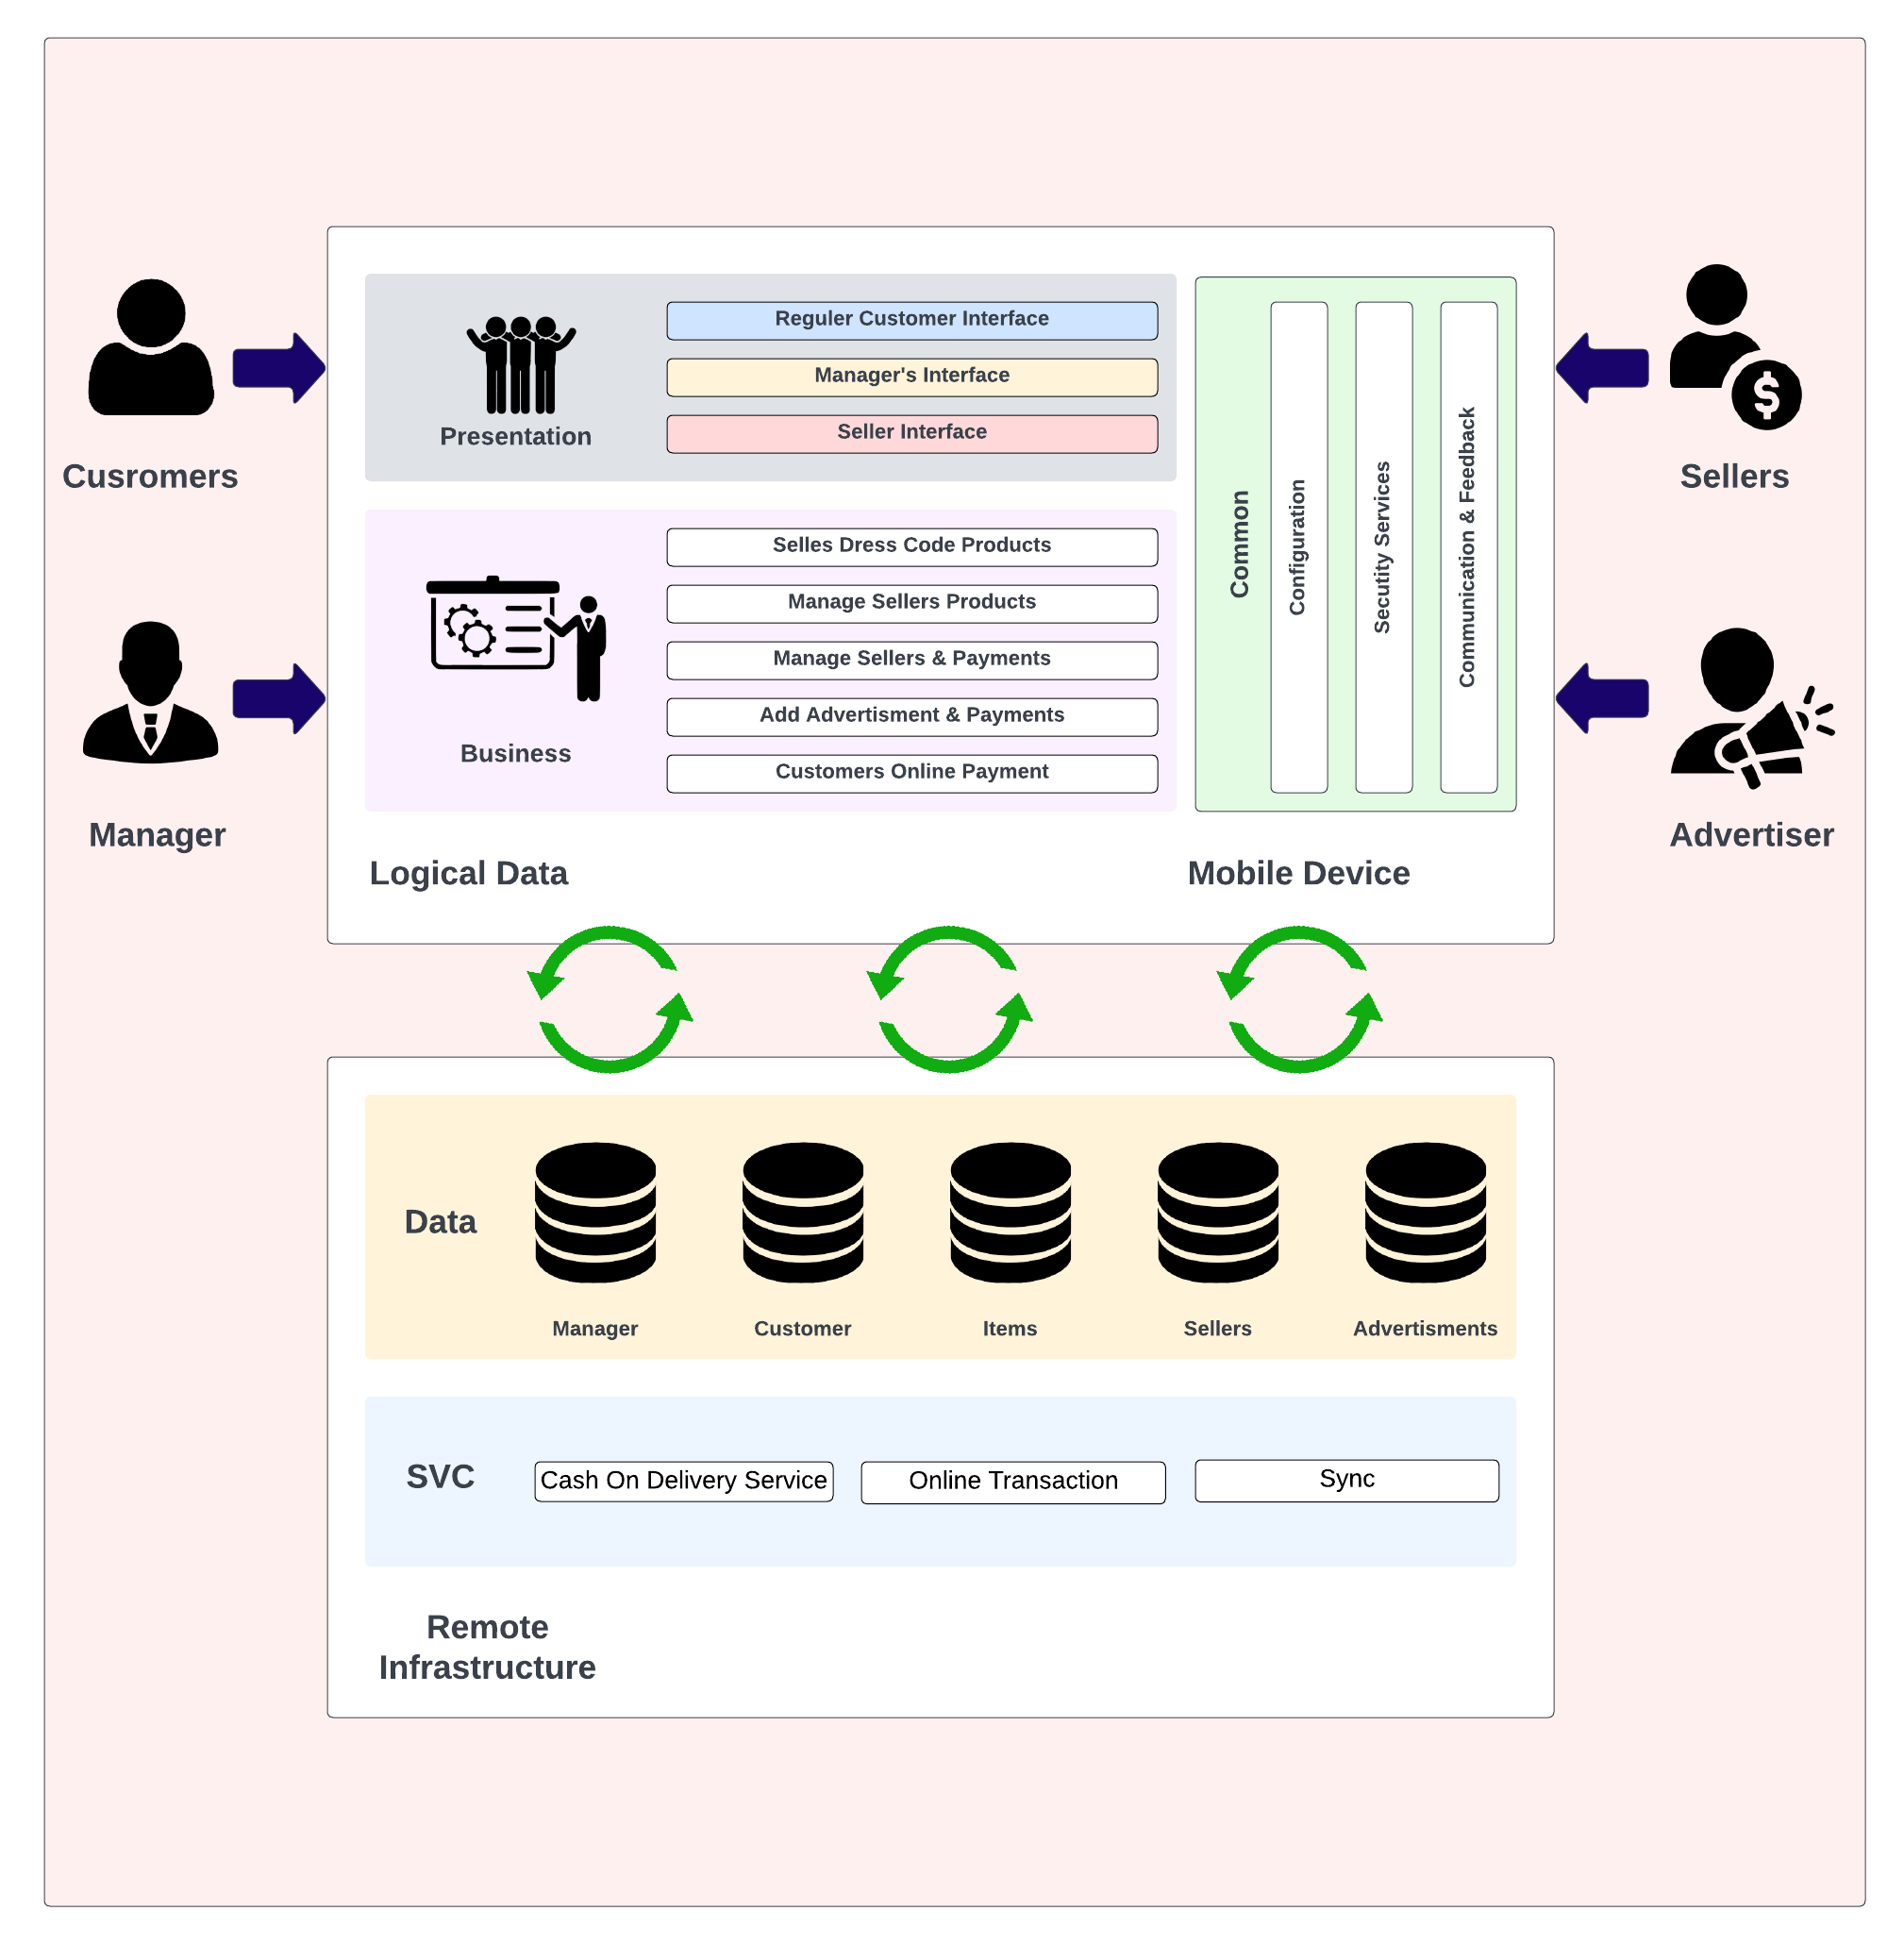 Cusromers
Manager
Presentation
Reguler Customer Interface
Manager's Interface
Seller Interface
Business
Selles Dress Code Products
Manage Sellers Products
Manage Sellers & Payments
Add Advertisment & Payments
Customers Online Payment
Common
Configuration
Secutity Services
Communication & Feedback
Logical Data
Mobile Device
Sellers
Advertiser
$
Data
Manager
Customer
Items
Sellers
Advertisments
SVC
Cash On Delivery Service
Online Transaction
Sync
Remote
Infrastructure